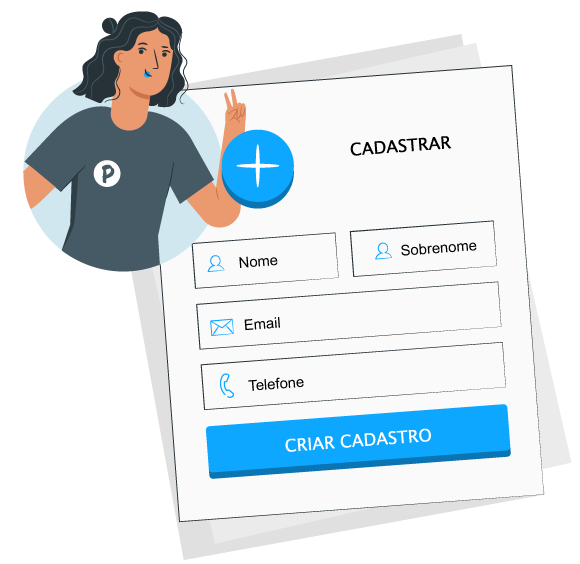 P
CADASTRAR
Nome
Sobrenome
Email
Telefone
CRIAR CADASTRO